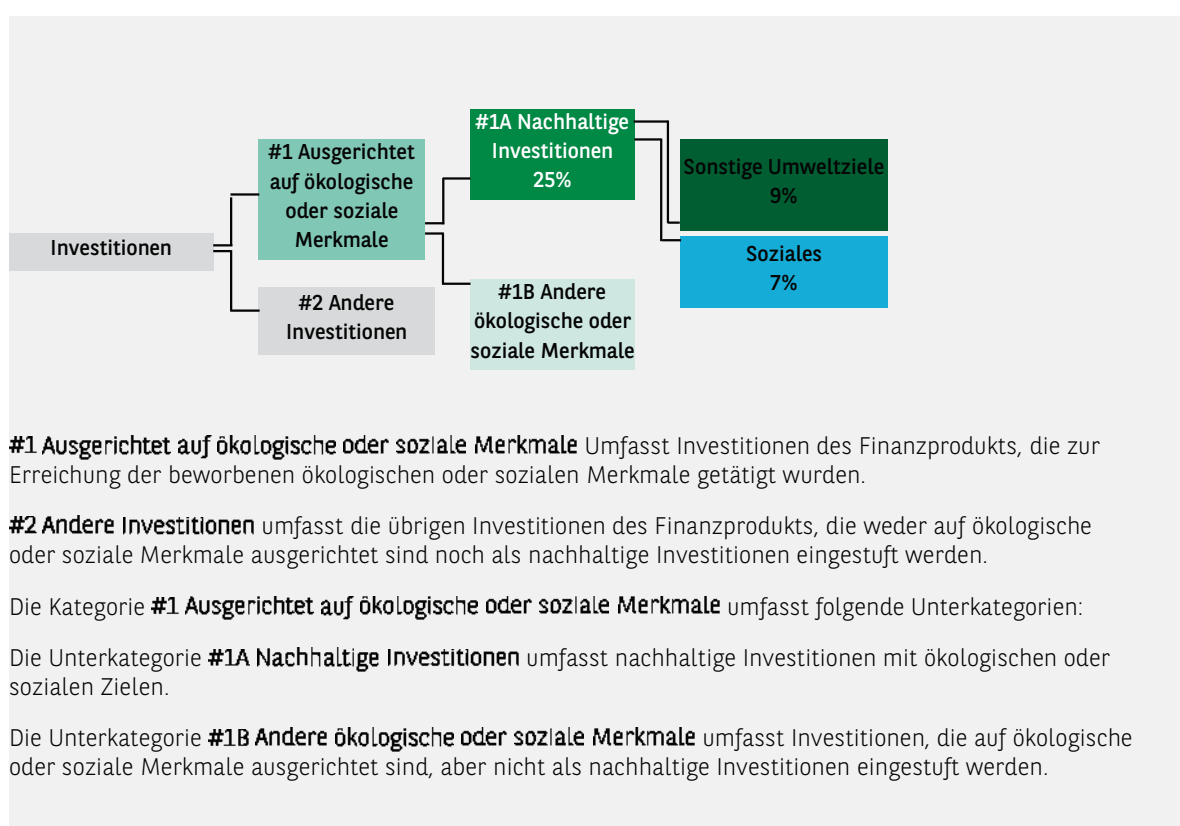 #1A Nachhaltige
Investitionen
25%
#1 Ausgerichtet
auf ökologische
oder soziale
Merkmale
Sonstige Umweltziele
9%
Investitionen
Soziales
7%
#2 Andere
Investitionen
#1B Andere
ökologische oder
soziale Merkmale
#1 Ausgerichtet auf ökologische oder soziale Merkmale Umfasst Investitionen des Finanzprodukts, die zur
Erreichung der beworbenen ökologischen oder sozialen Merkmale getätigt wurden.
#2 Andere Investitionen umfasst die übrigen Investitionen des Finanzprodukts, die weder auf ökologische
oder soziale Merkmale ausgerichtet sind noch als nachhaltige Investitionen eingestuft werden.
Die Kategorie #1 Ausgerichtet auf ökologische oder soziale Merkmale umfasst folgende Unterkategorien:
Die Unterkategorie #1A Nachhaltige Investitionen umfasst nachhaltige Investitionen mit ökologischen oder
sozialen Zielen.
Die Unterkategorie #1B Andere ökologische oder soziale Merkmale umfasst Investitionen, die auf ökologische
oder soziale Merkmale ausgerichtet sind, aber nicht als nachhaltige Investitionen eingestuft werden.